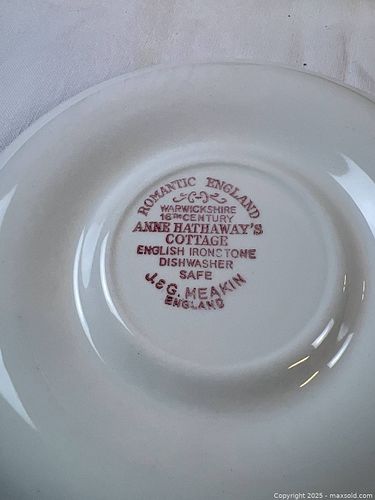 ROMANTIC ENGLAND
WARWICKSHIRE
16TH CENTURY
ANNE HATHAWAY'S
COTTAGE
ENGLISH IRONSTONE
DISHWASHER
SAFE
J.&G. MEAKIN
ENGLAND
Copyright 2025 - maxsold.com